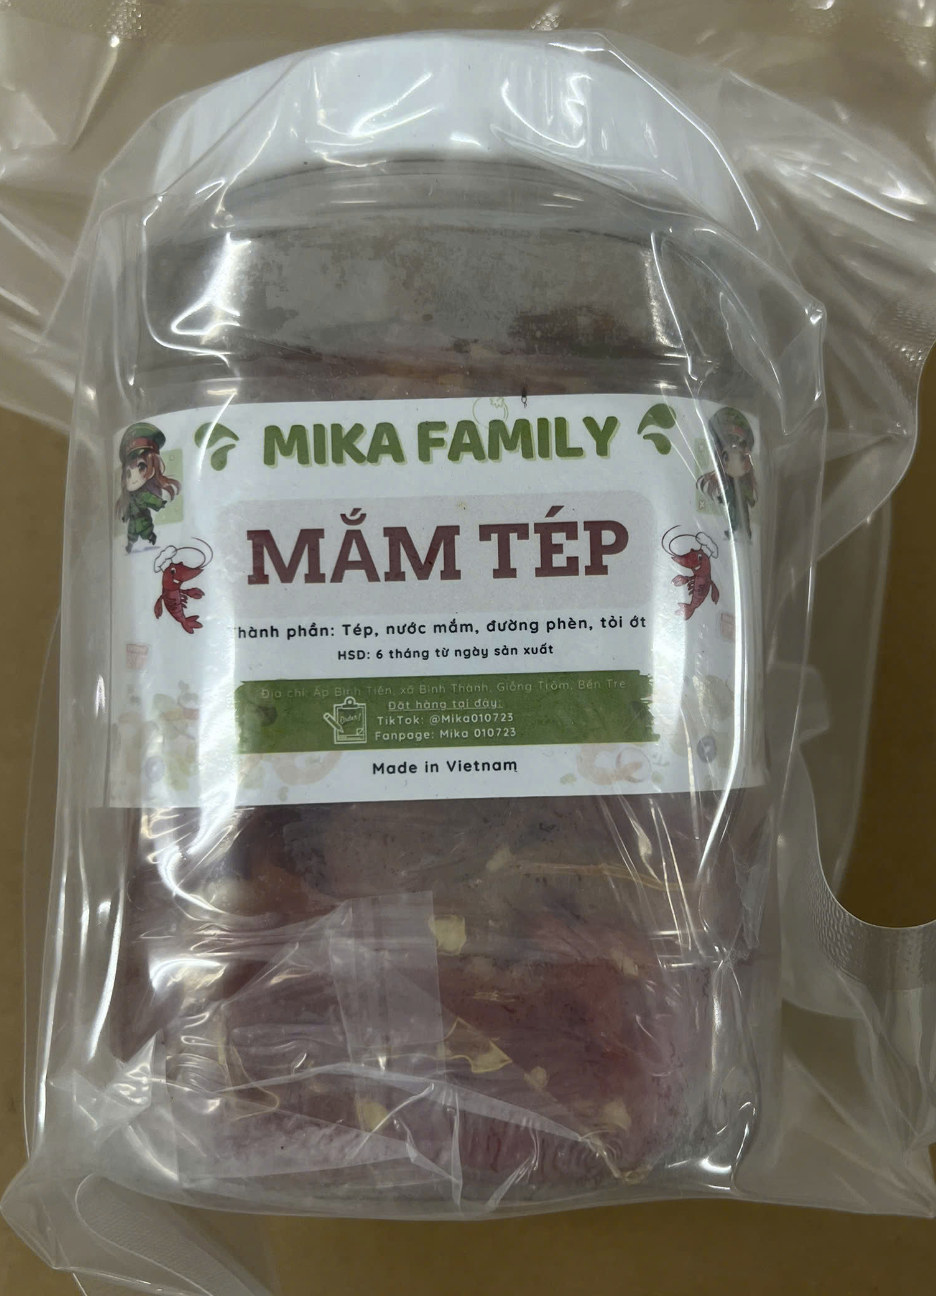 MIKA FAMILY
MẮM TÉP
Thành phần: Tép, nước mắm, đường phèn, tỏi ớt
HSD: 6 tháng từ ngày sản xuất
Địa chỉ: Ấp Bình Tiên, xã Bình Thành, Giồng Trôm, Bến Tre
Đặt hàng tại đây:
TikTok: @Mika010723
Fanpage: Mika 010723
Made in Vietnam